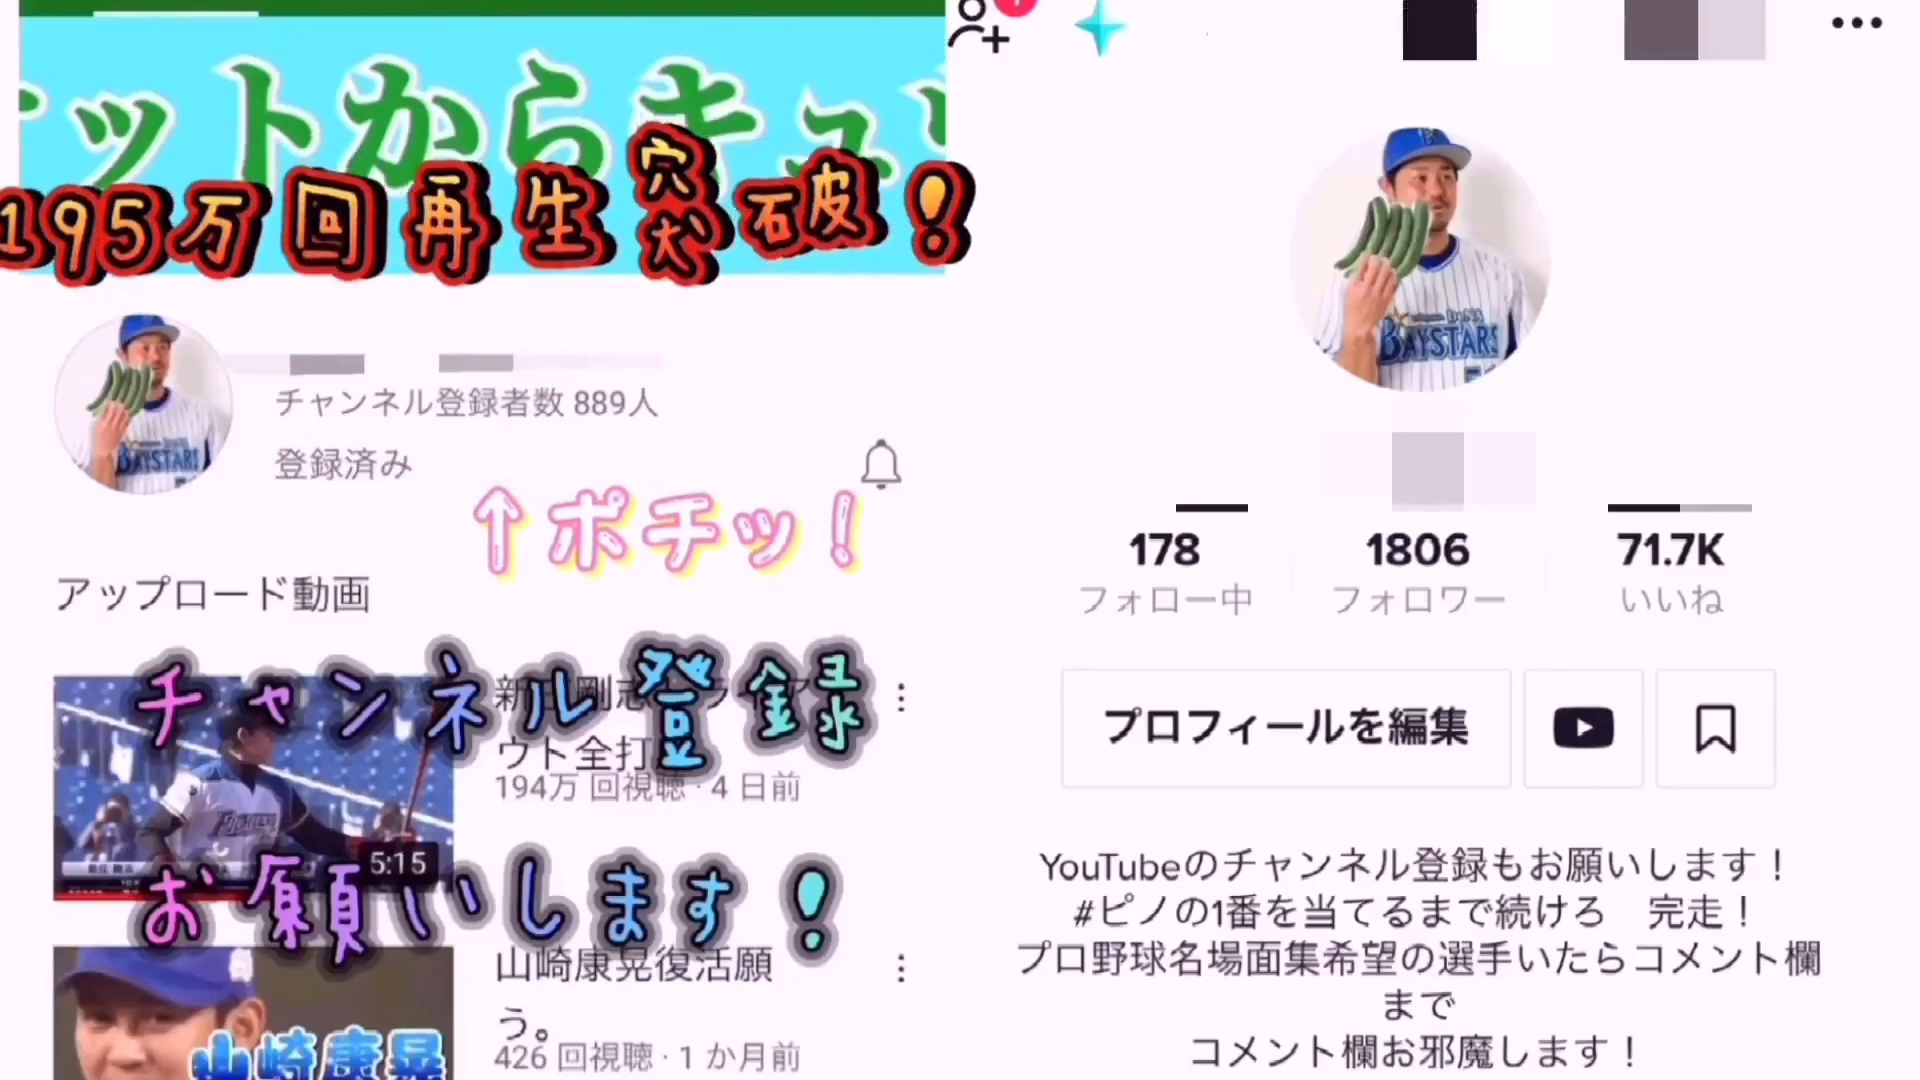 ットからキュ
195万回再生突破！
チャンネル登録者数 889人
登録済み
↑ポチッ！
アップロード動画
チャンネル登録
ウト全打
194万 回視聴・4 日前
5:15
お願いします！
山崎康晃復活願
う。
426 回視聴・1 か月前
山崎康晃
DeNA
BAYSTARS
178
フォロー中
1806
フォロワー
71.7K
いいね
プロフィールを編集
YouTubeのチャンネル登録もお願いします！
#ピノの1番を当てるまで続けろ　完走！
プロ野球名場面集希望の選手いたらコメント欄
まで
コメント欄お邪魔します！